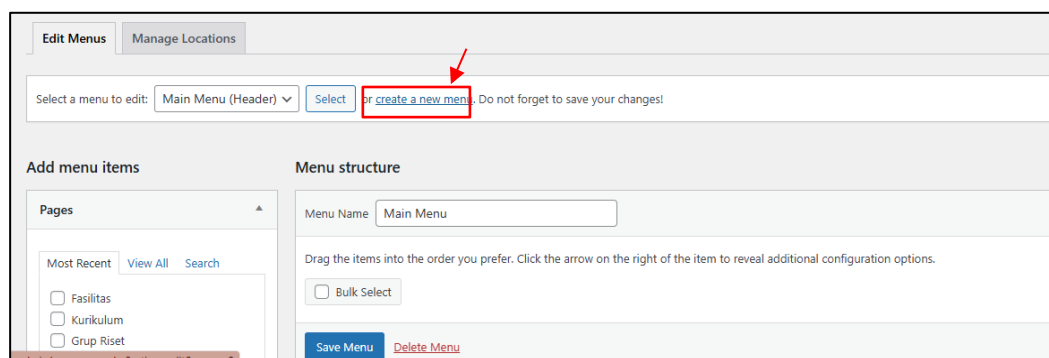 Edit Menus Manage Locations
Select a menu to edit: Main Menu (Header) Select or create a new menu. Do not forget to save your changes!
Add menu items
Menu structure
Pages
Menu Name Main Menu
Most Recent View All Search
Drag the items into the order you prefer. Click the arrow on the right of the item to reveal additional configuration options.
Bulk Select
Fasilitas
Kurikulum
Grup Riset
Save Menu Delete Menu